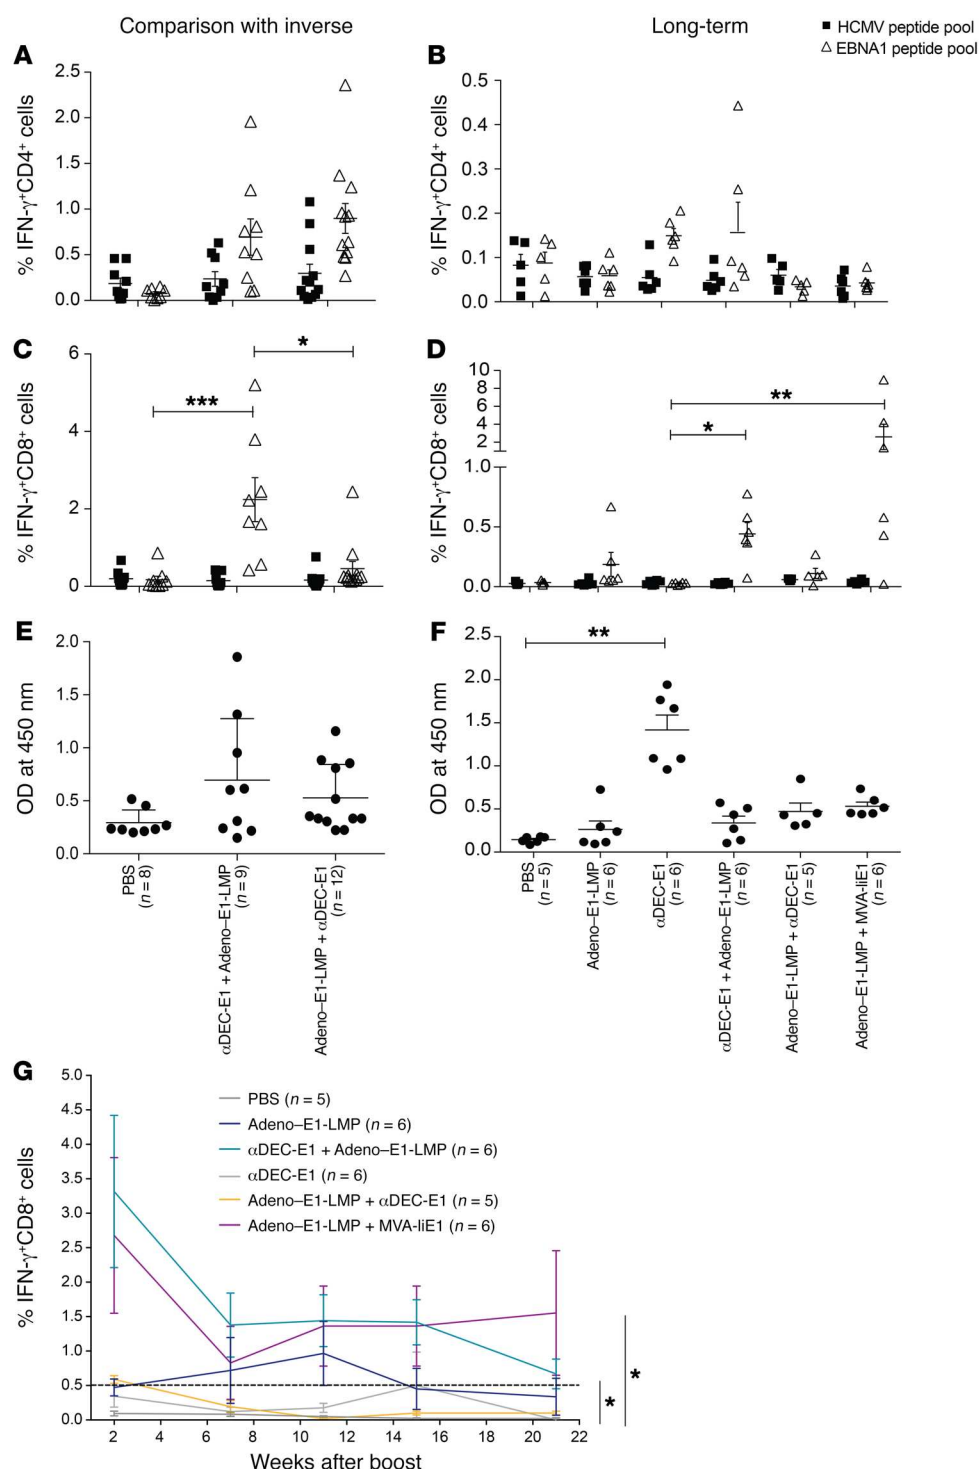 Comparison with inverse
Long-term
■ HCMV peptide pool
△ EBNA1 peptide pool
A
% IFN-γ⁺CD4⁺ cells
2.5
2.0
1.5
1.0
0.5
0.0
B
% IFN-γ⁺CD4⁺ cells
0.5
0.4
0.3
0.2
0.1
0.0
C
% IFN-γ⁺CD8⁺ cells
6
4
2
0
***
*
D
% IFN-γ⁺CD8⁺ cells
10
8
6
4
2
1.0
0.5
0.0
*
**
E
OD at 450 nm
2.0
1.5
1.0
0.5
0.0
PBS
(n = 8)
αDEC-E1 + Adeno–E1-LMP
(n = 9)
Adeno–E1-LMP + αDEC-E1
(n = 12)
F
OD at 450 nm
2.5
2.0
1.5
1.0
0.5
0.0
**
PBS
(n = 5)
Adeno–E1-LMP
(n = 6)
αDEC-E1
(n = 6)
αDEC-E1 + Adeno–E1-LMP
(n = 6)
Adeno–E1-LMP + αDEC-E1
(n = 5)
Adeno–E1-LMP + MVA-IiE1
(n = 6)
G
% IFN-γ⁺CD8⁺ cells
5.0
4.5
4.0
3.5
3.0
2.5
2.0
1.5
1.0
0.5
0.0
PBS (n = 5)
Adeno–E1-LMP (n = 6)
αDEC-E1 + Adeno–E1-LMP (n = 6)
αDEC-E1 (n = 6)
Adeno–E1-LMP + αDEC-E1 (n = 5)
Adeno–E1-LMP + MVA-IiE1 (n = 6)
*
*
2 4 6 8 10 12 14 16 18 20 22
Weeks after boost